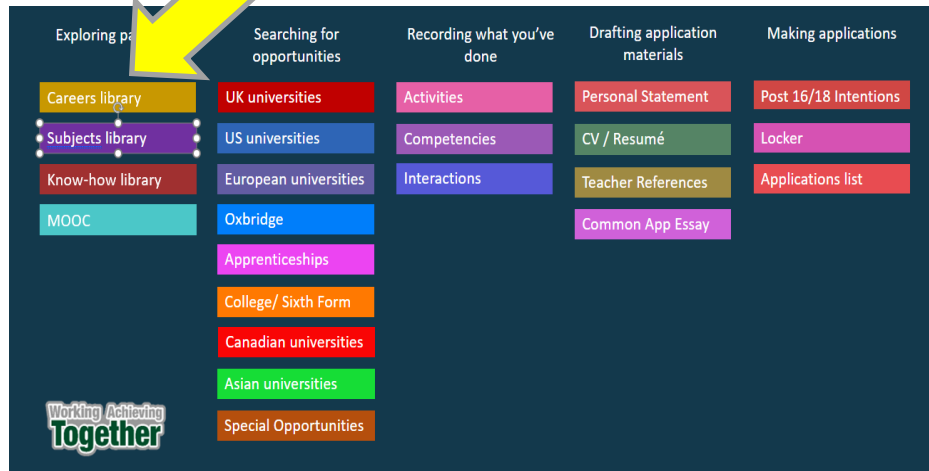 Exploring pa
Careers library
Subjects library
Know-how library
MOOC
Searching for
opportunities
UK universities
US universities
European universities
Oxbridge
Apprenticeships
College/ Sixth Form
Canadian universities
Asian universities
Special Opportunities
Recording what you've
done
Activities
Competencies
Interactions
Drafting application
materials
Personal Statement
CV / Resumé
Teacher References
Common App Essay
Making applications
Post 16/18 Intentions
Locker
Applications list
Working Achieving
Together